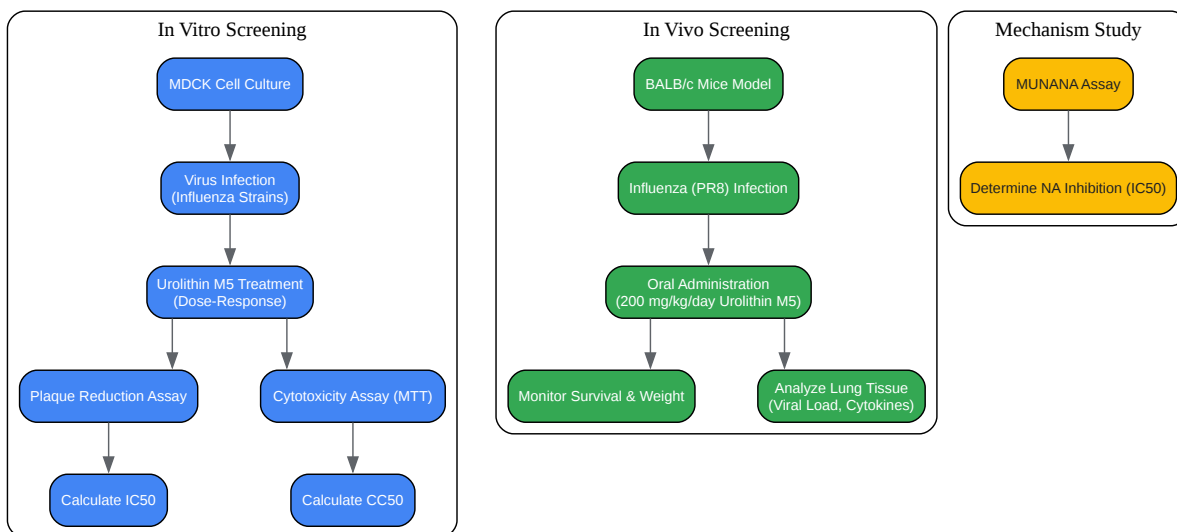 In Vitro Screening
MDCK Cell Culture
Virus Infection
(Influenza Strains)
Urolithin M5 Treatment
(Dose-Response)
Plaque Reduction Assay
Cytotoxicity Assay (MTT)
Calculate IC50
Calculate CC50
In Vivo Screening
BALB/c Mice Model
Influenza (PR8) Infection
Oral Administration
(200 mg/kg/day Urolithin M5)
Monitor Survival & Weight
Analyze Lung Tissue
(Viral Load, Cytokines)
Mechanism Study
MUNANA Assay
Determine NA Inhibition (IC50)